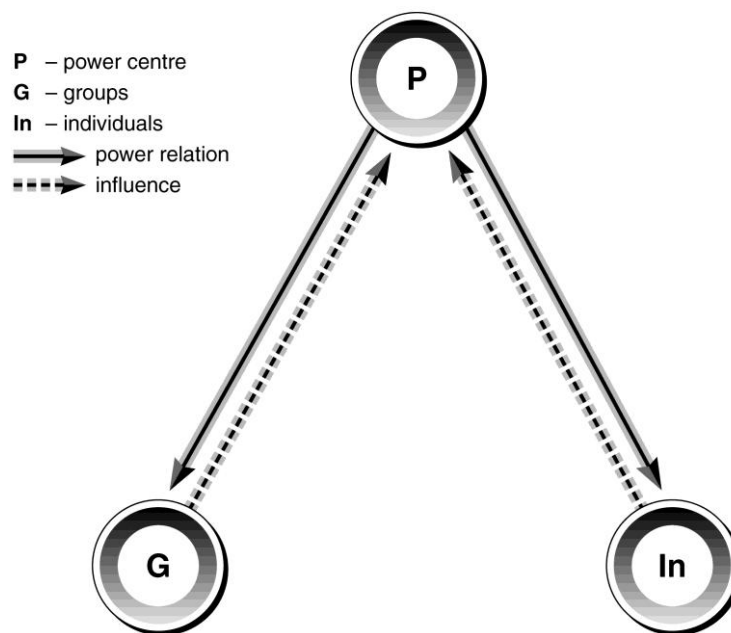 P
P – power centre
G – groups
In – individuals
power relation
influence
G
In